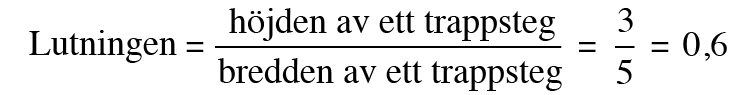 Lutningen = höjden av ett trappsteg / bredden av ett trappsteg = 3/5 = 0,6